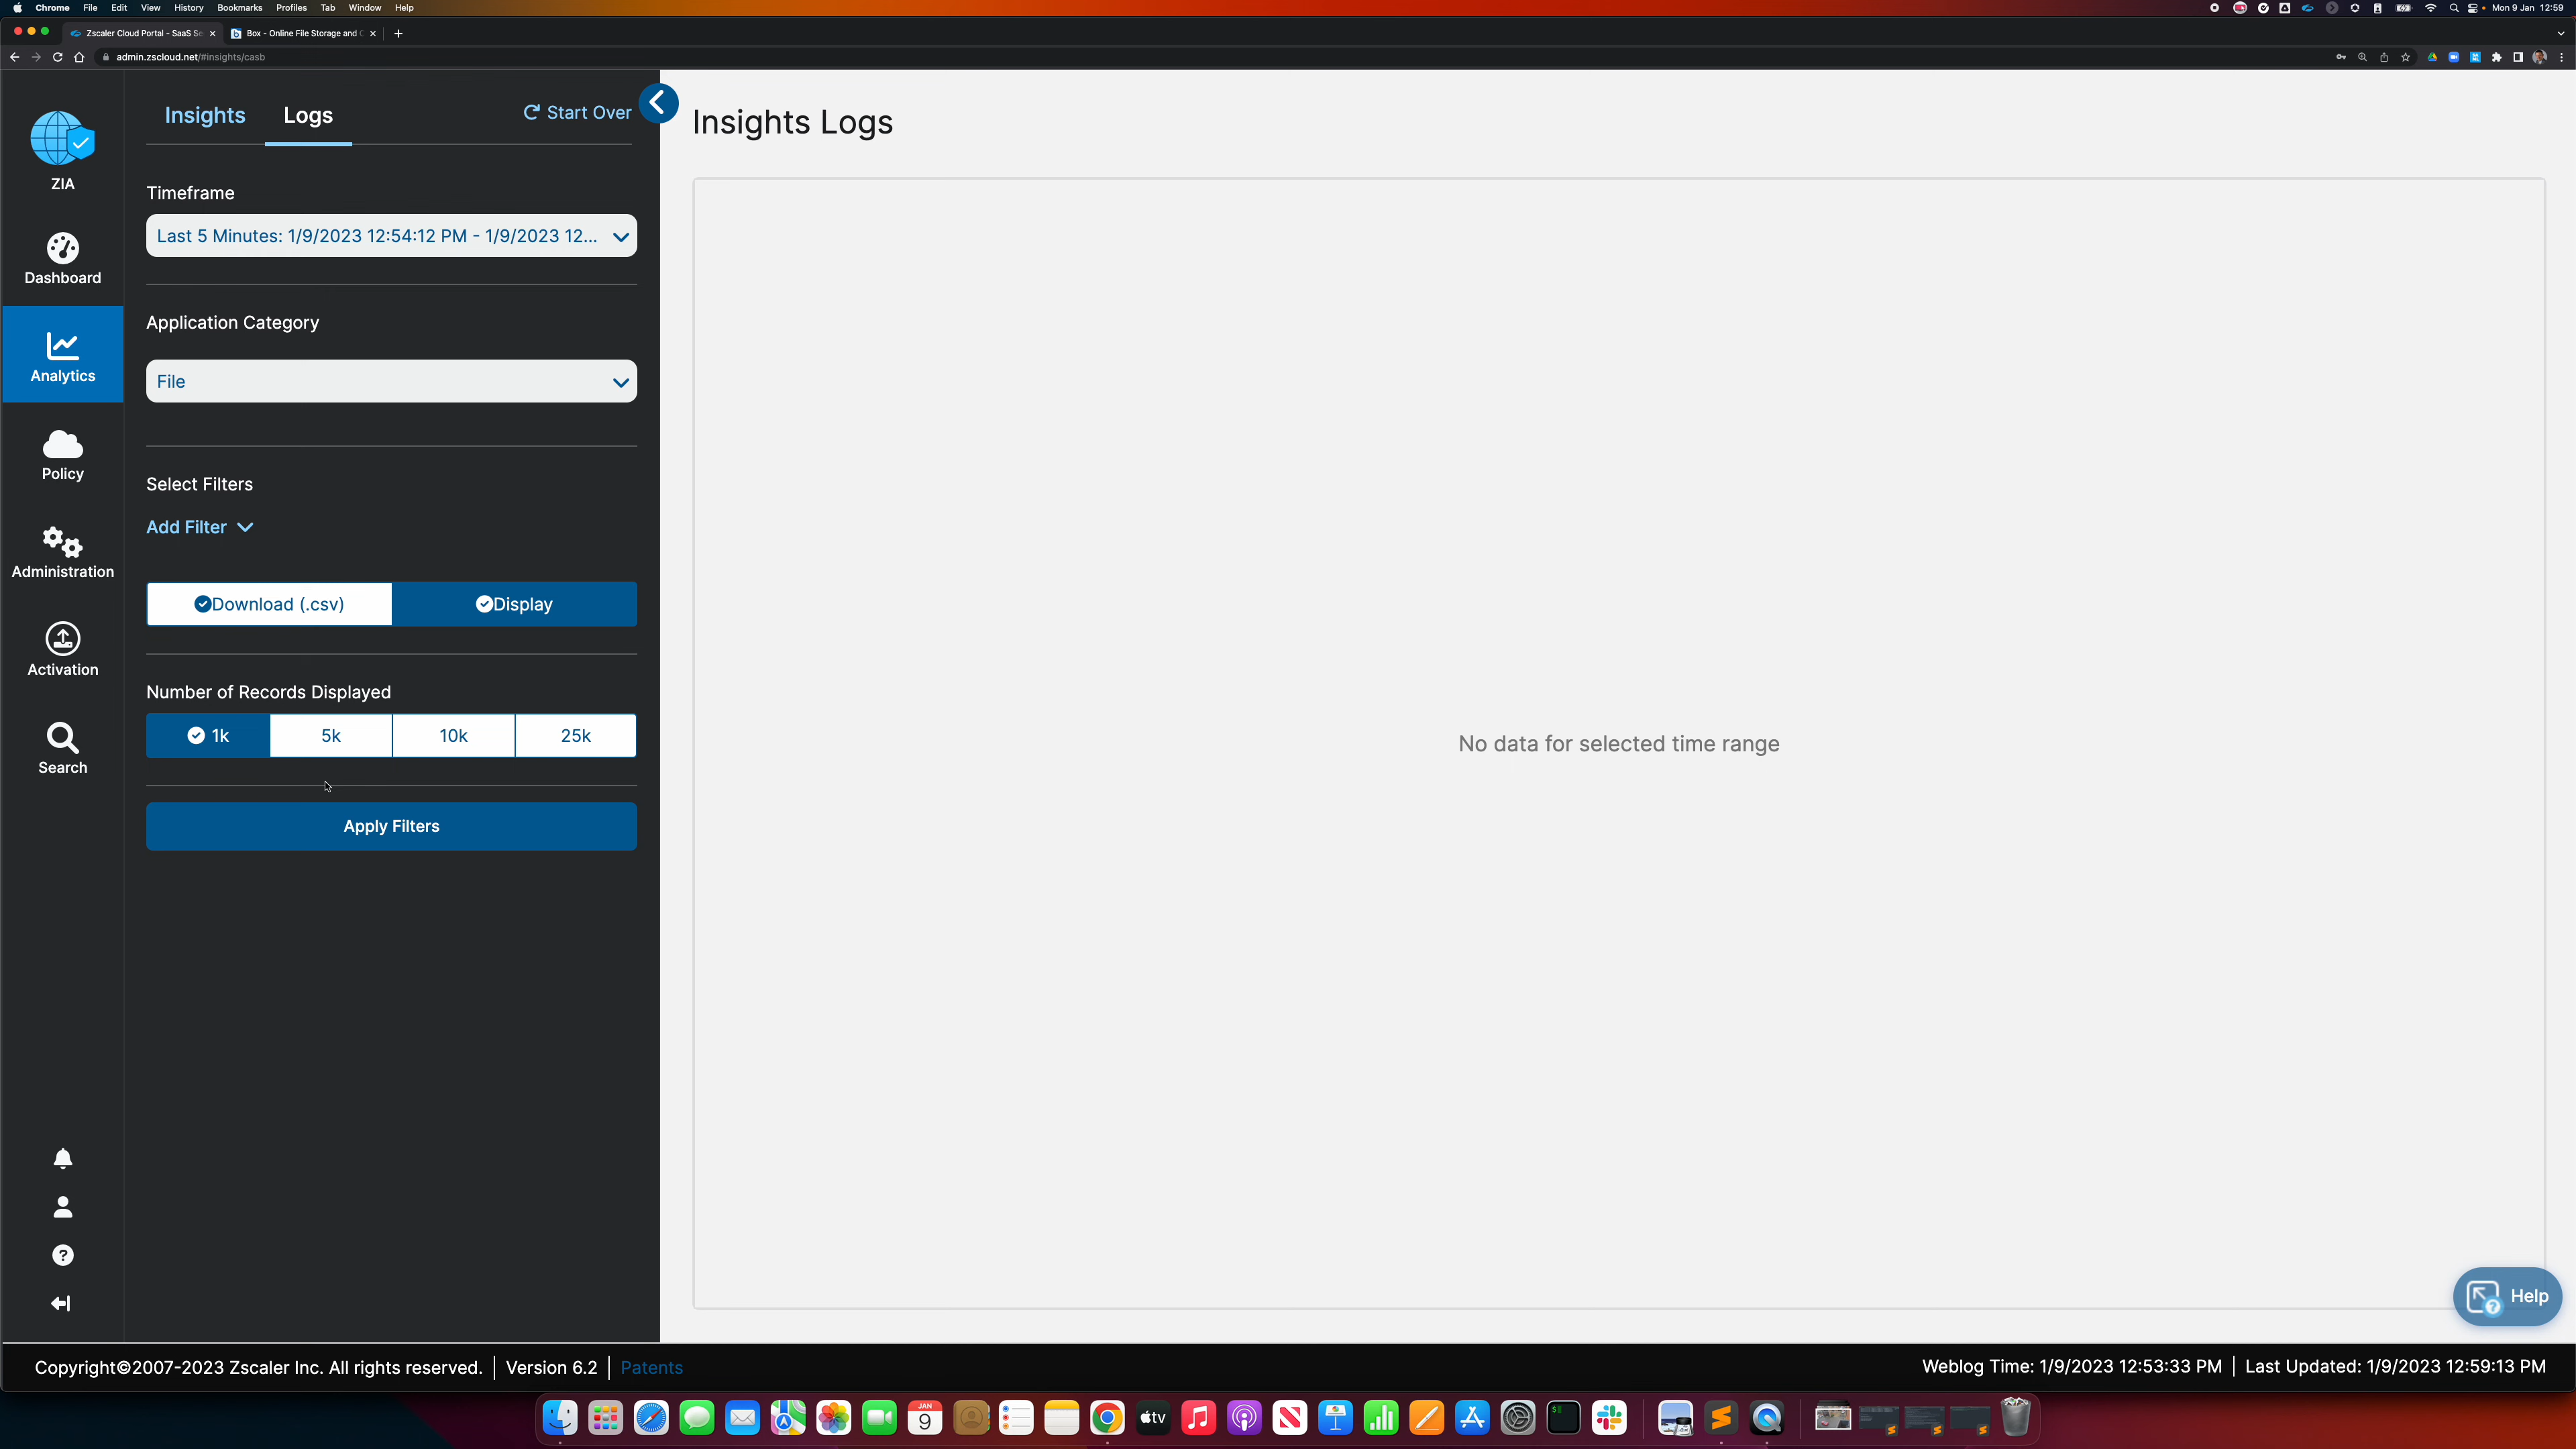 Chrome File Edit View History Bookmarks Profiles Tab Window Help
Mon 9 Jan 12:59
Zscaler Cloud Portal - SaaS Se
Box - Online File Storage and
admin.zscloud.net/#insights/casb
ZIA
Dashboard
Analytics
Policy
Administration
Activation
Search
Insights
Logs
Start Over
Timeframe
Last 5 Minutes: 1/9/2023 12:54:12 PM - 1/9/2023 12...
Application Category
File
Select Filters
Add Filter
Download (.csv)
Display
Number of Records Displayed
1k
5k
10k
25k
Apply Filters
Insights Logs
No data for selected time range
Help
Copyright©2007-2023 Zscaler Inc. All rights reserved. | Version 6.2 | Patents
Weblog Time: 1/9/2023 12:53:33 PM | Last Updated: 1/9/2023 12:59:13 PM
JAN
9
tv